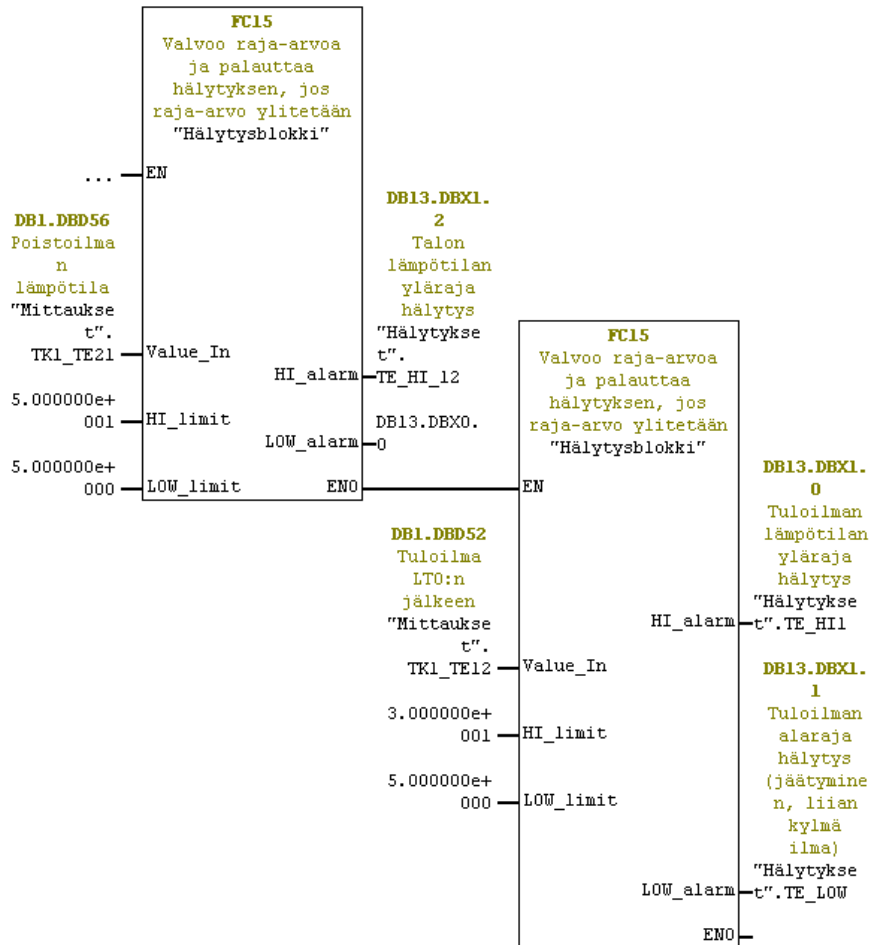 FC15
Valvoo raja-arvoa
ja palauttaa
hälytyksen, jos
raja-arvo ylitetään
"Hälytysblokki"
... EN
DB1.DBD56
Poistoilma
n
lämpötila
"Mittaukse
t".
TK1_TE21
Value_In
5.000000e+
001
HI_limit
5.000000e+
000
LOW_limit
DB13.DBX1.
2
Talon
lämpötilan
yläraja
hälytys
"Hälytykse
t".
TE_HI_12
HI_alarm
DB13.DBX0.
0
LOW_alarm
ENO
FC15
Valvoo raja-arvoa
ja palauttaa
hälytyksen, jos
raja-arvo ylitetään
"Hälytysblokki"
EN
DB1.DBD52
Tuloilma
LTO:n
jälkeen
"Mittaukse
t".
TK1_TE12
Value_In
3.000000e+
001
HI_limit
5.000000e+
000
LOW_limit
DB13.DBX1.
0
Tuloilman
lämpötilan
yläraja
hälytys
"Hälytykse
t".TE_HI1
HI_alarm
DB13.DBX1.
1
Tuloilman
alaraja
hälytys
(jäätymine
n, liian
kylmä
ilma)
"Hälytykse
t".TE_LOW
LOW_alarm
ENO